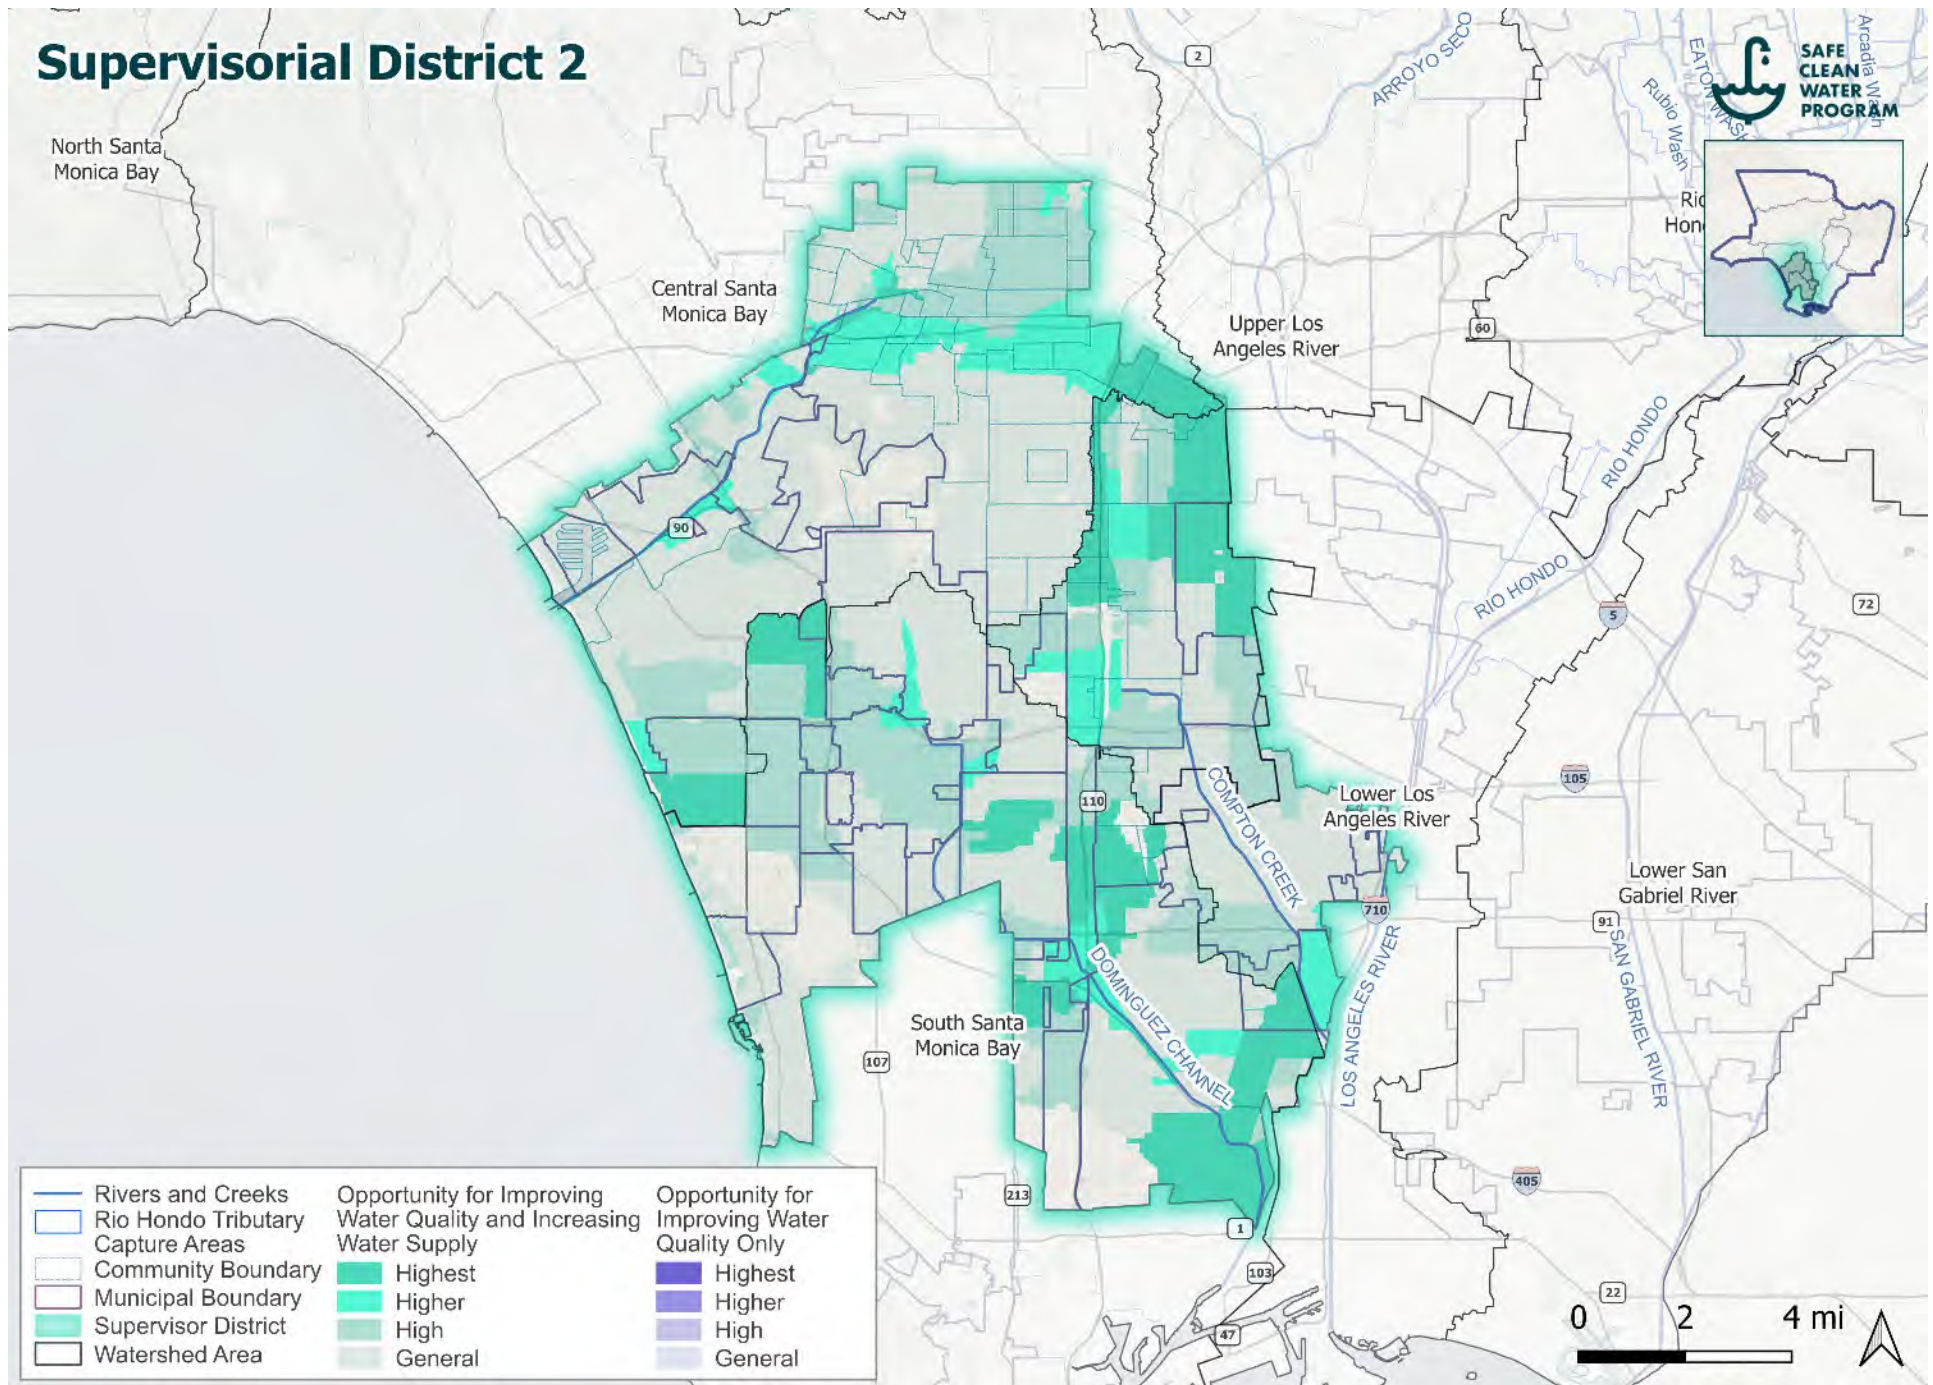 Supervisorial District 2
SAFE
CLEAN
WATER
PROGRAM
North Santa
Monica Bay
2
ARROYO SECO
EATON WASH
Rubio Wash
Arcadia Wash
Central Santa
Monica Bay
Upper Los
Angeles River
60
RIO HONDO
90
RIO HONDO
5
72
COMPTON CREEK
110
Lower Los
Angeles River
105
Lower San
Gabriel River
710
91
DOMINGUEZ CHANNEL
LOS ANGELES RIVER
SAN GABRIEL RIVER
South Santa
Monica Bay
107
213
405
1
103
22
47
Rivers and Creeks
Rio Hondo Tributary
Capture Areas
Community Boundary
Municipal Boundary
Supervisor District
Watershed Area
Opportunity for Improving
Water Quality and Increasing
Water Supply
Highest
Higher
High
General
Opportunity for
Improving Water
Quality Only
Highest
Higher
High
General
0 2 4 mi